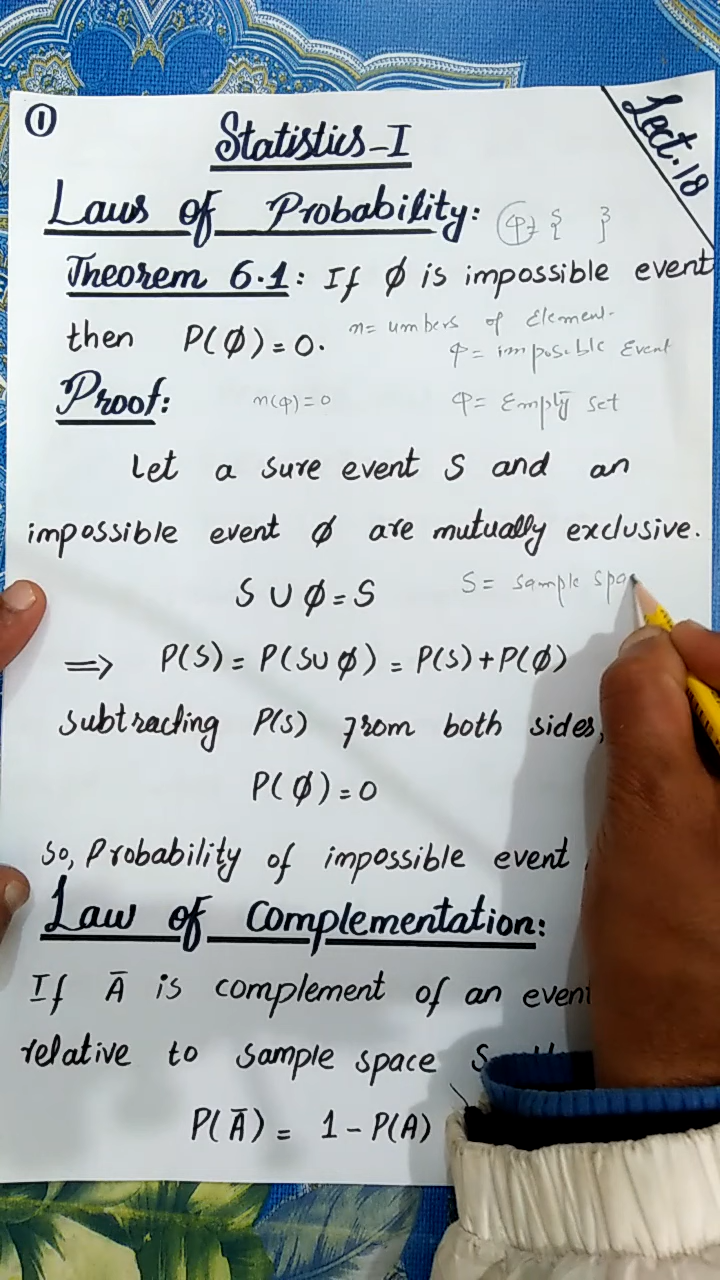 ①
Statistics-I
Lect.18
Laws of Probability:
φ = { }
Theorem 6.1: If ϕ is impossible event
then P(ϕ)=0.
n= umbers of Element.
φ= imposible Event
Proof:
n(φ)=0
φ= Empty set
Let a sure event S and an
impossible event ϕ are mutually exclusive.
S U ϕ = S
S= sample spa
⟹ P(S) = P(SU ϕ) = P(S)+P(ϕ)
subtracting P(S) from both sides,
P(ϕ)=0
So, Probability of impossible event
Law of Complementation:
If Ā is complement of an event
relative to sample space S
P(Ā) = 1-P(A)